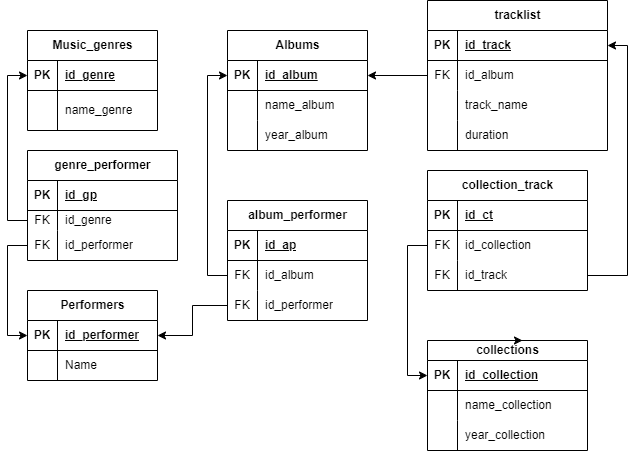 Music_genres
PK id_genre
name_genre
genre_performer
PK id_gp
FK id_genre
FK id_performer
Performers
PK id_performer
Name
Albums
PK id_album
name_album
year_album
album_performer
PK id_ap
FK id_album
FK id_performer
tracklist
PK id_track
FK id_album
track_name
duration
collection_track
PK id_ct
FK id_collection
FK id_track
collections
PK id_collection
name_collection
year_collection